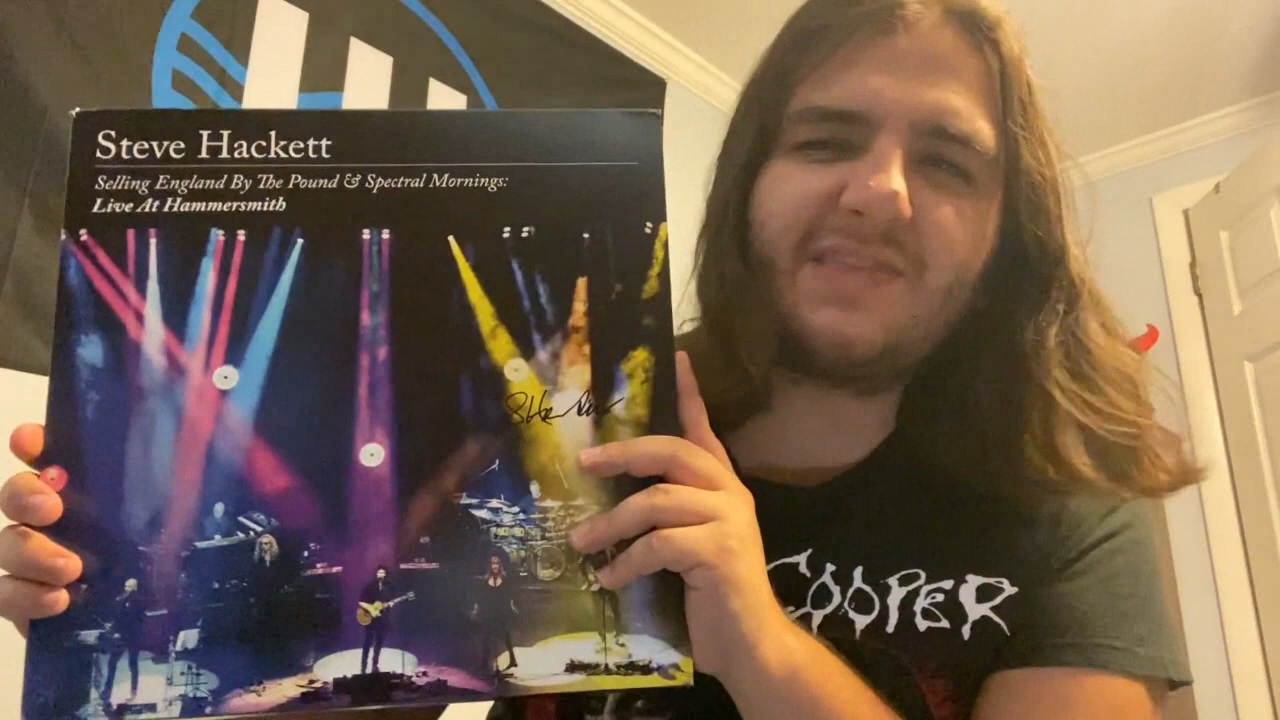 Steve Hackett
Selling England By The Pound & Spectral Mornings:
Live At Hammersmith
COOPER